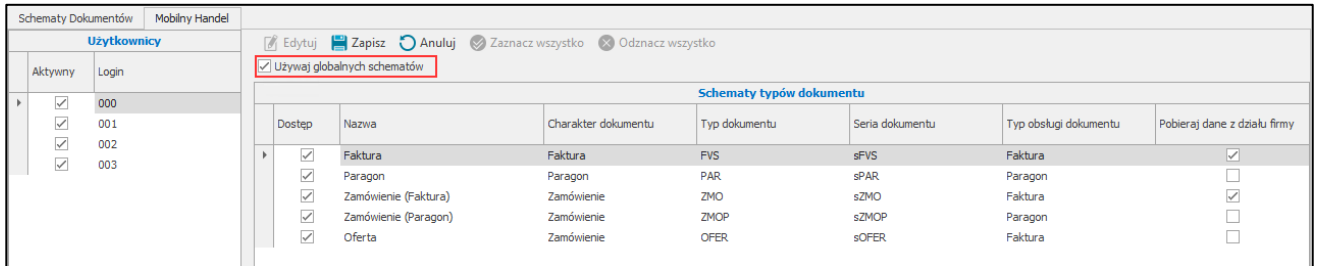 Schematy Dokumentów Mobilny Handel
Użytkownicy
Edytuj Zapisz Anuluj Zaznacz wszystko Odznacz wszystko
Używaj globalnych schematów
Aktywny Login
Schematy typów dokumentu
Dostęp Nazwa Charakter dokumentu Typ dokumentu Seria dokumentu Typ obsługi dokumentu Pobieraj dane z działu firmy
000
001
002
003
Faktura Faktura FVS sFVS Faktura
Paragon Paragon PAR sPAR Paragon
Zamówienie (Faktura) Zamówienie ZMO sZMO Faktura
Zamówienie (Paragon) Zamówienie ZMOP sZMOP Paragon
Oferta Zamówienie OFER sOFER Faktura